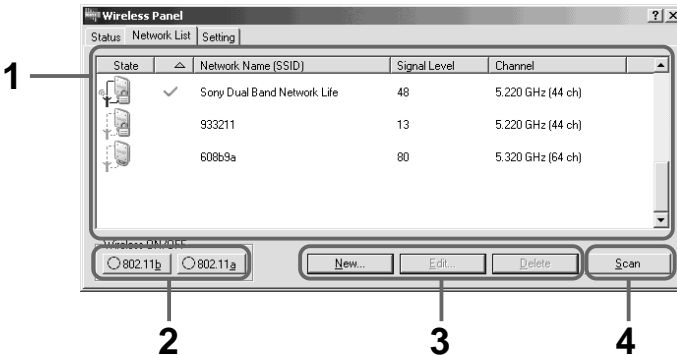 Wireless Panel
Status Network List Setting
1
State Network Name (SSID) Signal Level Channel
Sony Dual Band Network Life 48 5.220 GHz (44 ch)
933211 13 5.220 GHz (44 ch)
608b9a 80 5.320 GHz (64 ch)
Wireless ON/OFF
802.11b 802.11a New... Edit... Delete Scan
2 3 4